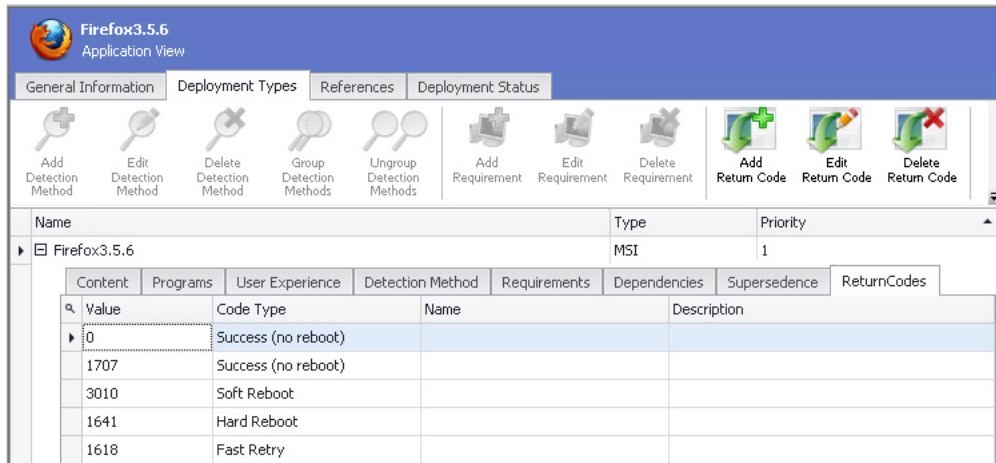 Firefox3.5.6
Application View
General Information Deployment Types References Deployment Status
Add Detection Method
Edit Detection Method
Delete Detection Method
Group Detection Methods
Ungroup Detection Methods
Add Requirement
Edit Requirement
Delete Requirement
Add Return Code
Edit Return Code
Delete Return Code
Name Type Priority
Firefox3.5.6 MSI 1
Content Programs User Experience Detection Method Requirements Dependencies Supersedence ReturnCodes
Value Code Type Name Description
0 Success (no reboot)
1707 Success (no reboot)
3010 Soft Reboot
1641 Hard Reboot
1618 Fast Retry